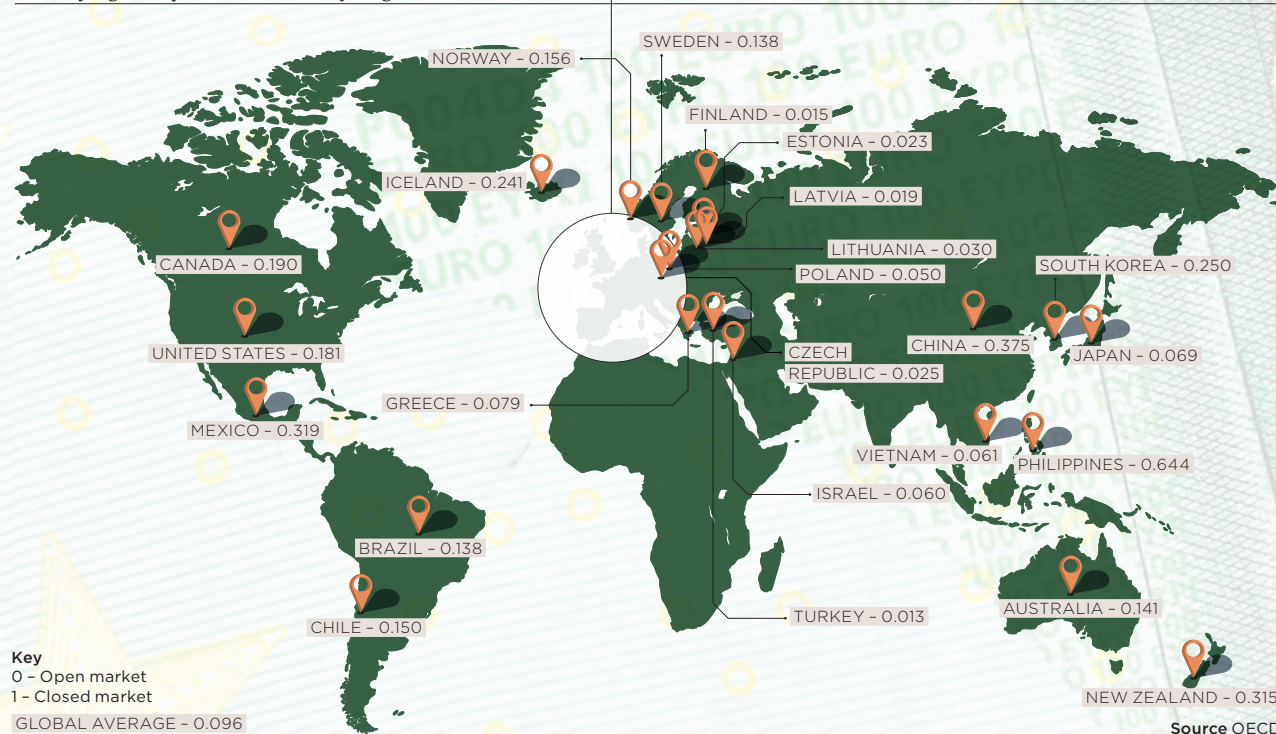 SWEDEN – 0.138
NORWAY – 0.156
FINLAND – 0.015
ESTONIA – 0.023
ICELAND – 0.241
LATVIA – 0.019
LITHUANIA – 0.030
CANADA – 0.190
SOUTH KOREA – 0.250
POLAND – 0.050
UNITED STATES – 0.181
CHINA – 0.375
JAPAN – 0.069
CZECH
REPUBLIC – 0.025
GREECE – 0.079
MEXICO – 0.319
VIETNAM – 0.061
PHILIPPINES – 0.644
ISRAEL – 0.060
BRAZIL – 0.138
AUSTRALIA – 0.141
TURKEY – 0.013
CHILE – 0.150
Key
0 – Open market
1 – Closed market
NEW ZEALAND – 0.315
GLOBAL AVERAGE – 0.096
Source OECD